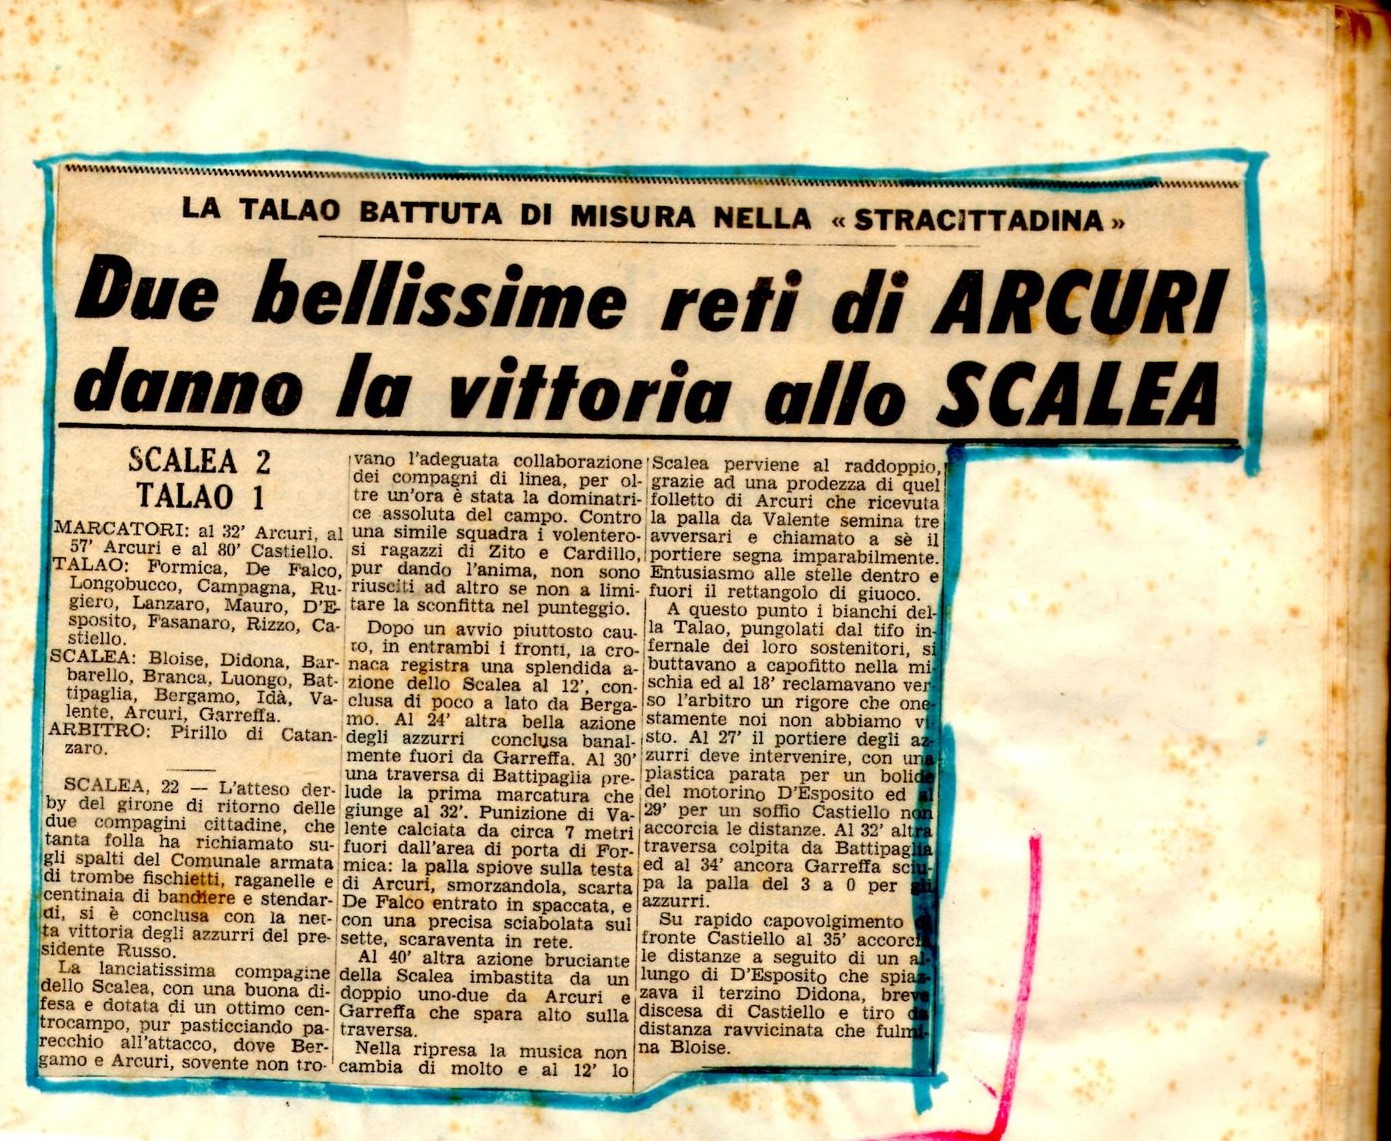 LA TALAO BATTUTA DI MISURA NELLA « STRACITTADINA »
Due bellissime reti di ARCURI
danno la vittoria allo SCALEA
SCALEA 2
TALAO 1
MARCATORI: al 32' Arcuri, al
57' Arcuri e al 80' Castiello.
TALAO: Formica, De Falco,
Longobucco, Campagna, Ru-
giero, Lanzaro, Mauro, D'E-
sposito, Fasanaro, Rizzo, Ca-
stiello.
SCALEA: Bloise, Didona, Bar-
barello, Branca, Luongo, Bat-
tipaglia, Bergamo, Idà, Va-
lente, Arcuri, Garreffa.
ARBITRO: Pirillo di Catan-
zaro.
SCALEA, 22 — L'atteso der-
by del girone di ritorno delle
due compagini cittadine, che
tanta folla ha richiamato su-
gli spalti del Comunale armata
di trombe fischietti, raganelle e
centinaia di bandiere e stendar-
di, si è conclusa con la net-
ta vittoria degli azzurri del pre-
sidente Russo.
La lanciatissima compagine
dello Scalea, con una buona di-
fesa e dotata di un ottimo cen-
trocampo, pur pasticciando pa-
recchio all'attacco, dove Ber-
gamo e Arcuri, sovente non tro-
vano l'adeguata collaborazione
dei compagni di linea, per ol-
tre un'ora è stata la dominatri-
ce assoluta del campo. Contro
una simile squadra i volentero-
si ragazzi di Zito e Cardillo,
pur dando l'anima, non sono
riusciti ad altro se non a limi-
tare la sconfitta nel punteggio.
Dopo un avvio piuttosto cau-
to, in entrambi i fronti, la cro-
naca registra una splendida a-
zione dello Scalea al 12', con-
clusa di poco a lato da Berga-
mo. Al 24' altra bella azione
degli azzurri conclusa banal-
mente fuori da Garreffa. Al 30'
una traversa di Battipaglia pre-
lude la prima marcatura che
giunge al 32'. Punizione di Va-
lente calciata da circa 7 metri
fuori dall'area di porta di For-
mica: la palla spiove sulla testa
di Arcuri, smorzandola, scarta
De Falco entrato in spaccata, e
con una precisa sciabolata sul
sette, scaraventa in rete.
Al 40' altra azione bruciante
della Scalea imbastita da un
doppio uno-due da Arcuri e
Garreffa che spara alto sulla
traversa.
Nella ripresa la musica non
cambia di molto e al 12' lo
Scalea perviene al raddoppio,
grazie ad una prodezza di quel
folletto di Arcuri che ricevuta
la palla da Valente semina tre
avversari e chiamato a sè il
portiere segna imparabilmente.
Entusiasmo alle stelle dentro e
fuori il rettangolo di giuoco.
A questo punto i bianchi del-
la Talao, pungolati dal tifo in-
fernale dei loro sostenitori, si
buttavano a capofitto nella mi-
schia ed al 18' reclamavano ver-
so l'arbitro un rigore che one-
stamente noi non abbiamo vi-
sto. Al 27' il portiere degli az-
zurri deve intervenire, con una
plastica parata per un bolide
del motorino D'Esposito ed al
29' per un soffio Castiello non
accorcia le distanze. Al 32' altra
traversa colpita da Battipaglia
ed al 34' ancora Garreffa sciu-
pa la palla del 3 a 0 per gli
azzurri.
Su rapido capovolgimento
fronte Castiello al 35' accorcia
le distanze a seguito di un al-
lungo di D'Esposito che spiaz-
zava il terzino Didona, breve
discesa di Castiello e tiro da
distanza ravvicinata che fulmi-
na Bloise.